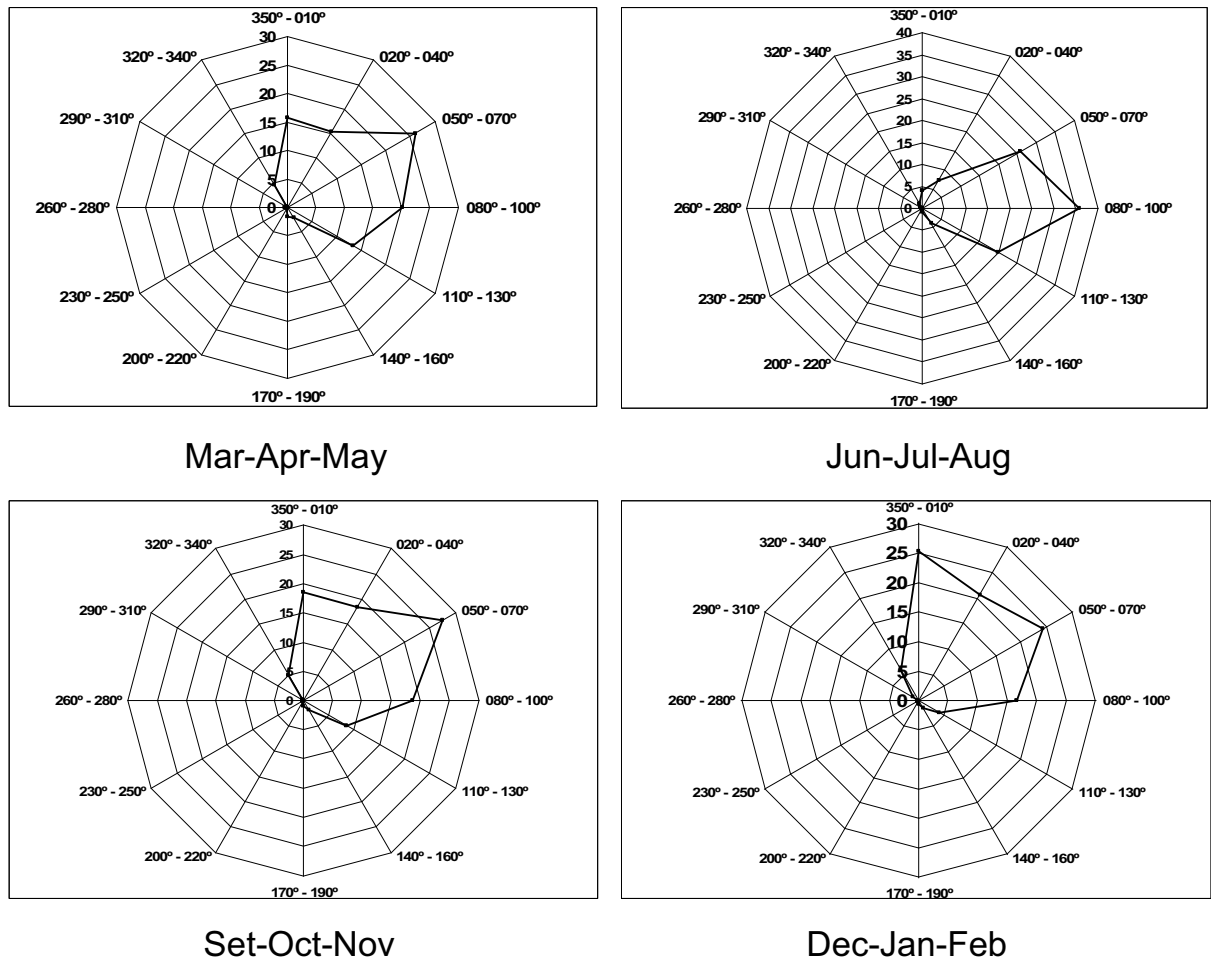 350º - 010º
30
320º - 340º
020º - 040º
25
20
290º - 310º
050º - 070º
15
10
5
260º - 280º
0
080º - 100º
230º - 250º
110º - 130º
200º - 220º
140º - 160º
170º - 190º
Mar-Apr-May
350º - 010º
40
320º - 340º
020º - 040º
35
30
25
290º - 310º
050º - 070º
20
15
10
5
260º - 280º
0
080º - 100º
230º - 250º
110º - 130º
200º - 220º
140º - 160º
170º - 190º
Jun-Jul-Aug
350º - 010º
30
320º - 340º
020º - 040º
25
20
290º - 310º
050º - 070º
15
10
5
260º - 280º
0
080º - 100º
230º - 250º
110º - 130º
200º - 220º
140º - 160º
170º - 190º
Set-Oct-Nov
350º - 010º
30
320º - 340º
020º - 040º
25
20
290º - 310º
050º - 070º
15
10
5
260º - 280º
0
080º - 100º
230º - 250º
110º - 130º
200º - 220º
140º - 160º
170º - 190º
Dec-Jan-Feb